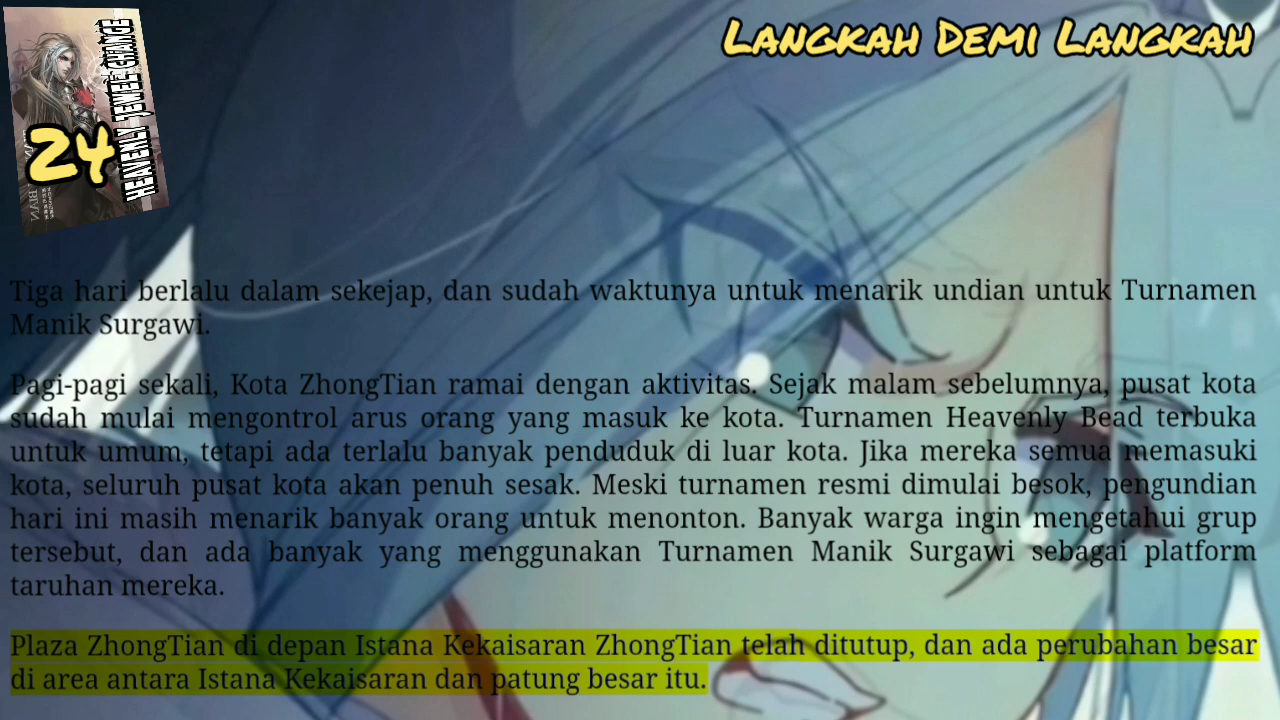 Langkah Demi Langkah
24
HEAVENLY JEWEL CHANGE
Tiga hari berlalu dalam sekejap, dan sudah waktunya untuk menarik undian untuk Turnamen
Manik Surgawi.
Pagi-pagi sekali, Kota ZhongTian ramai dengan aktivitas. Sejak malam sebelumnya, pusat kota
sudah mulai mengontrol arus orang yang masuk ke kota. Turnamen Heavenly Bead terbuka
untuk umum, tetapi ada terlalu banyak penduduk di luar kota. Jika mereka semua memasuki
kota, seluruh pusat kota akan penuh sesak. Meski turnamen resmi dimulai besok, pengundian
hari ini masih menarik banyak orang untuk menonton. Banyak warga ingin mengetahui grup
tersebut, dan ada banyak yang menggunakan Turnamen Manik Surgawi sebagai platform
taruhan mereka.
Plaza ZhongTian di depan Istana Kekaisaran ZhongTian telah ditutup, dan ada perubahan besar
di area antara Istana Kekaisaran dan patung besar itu.